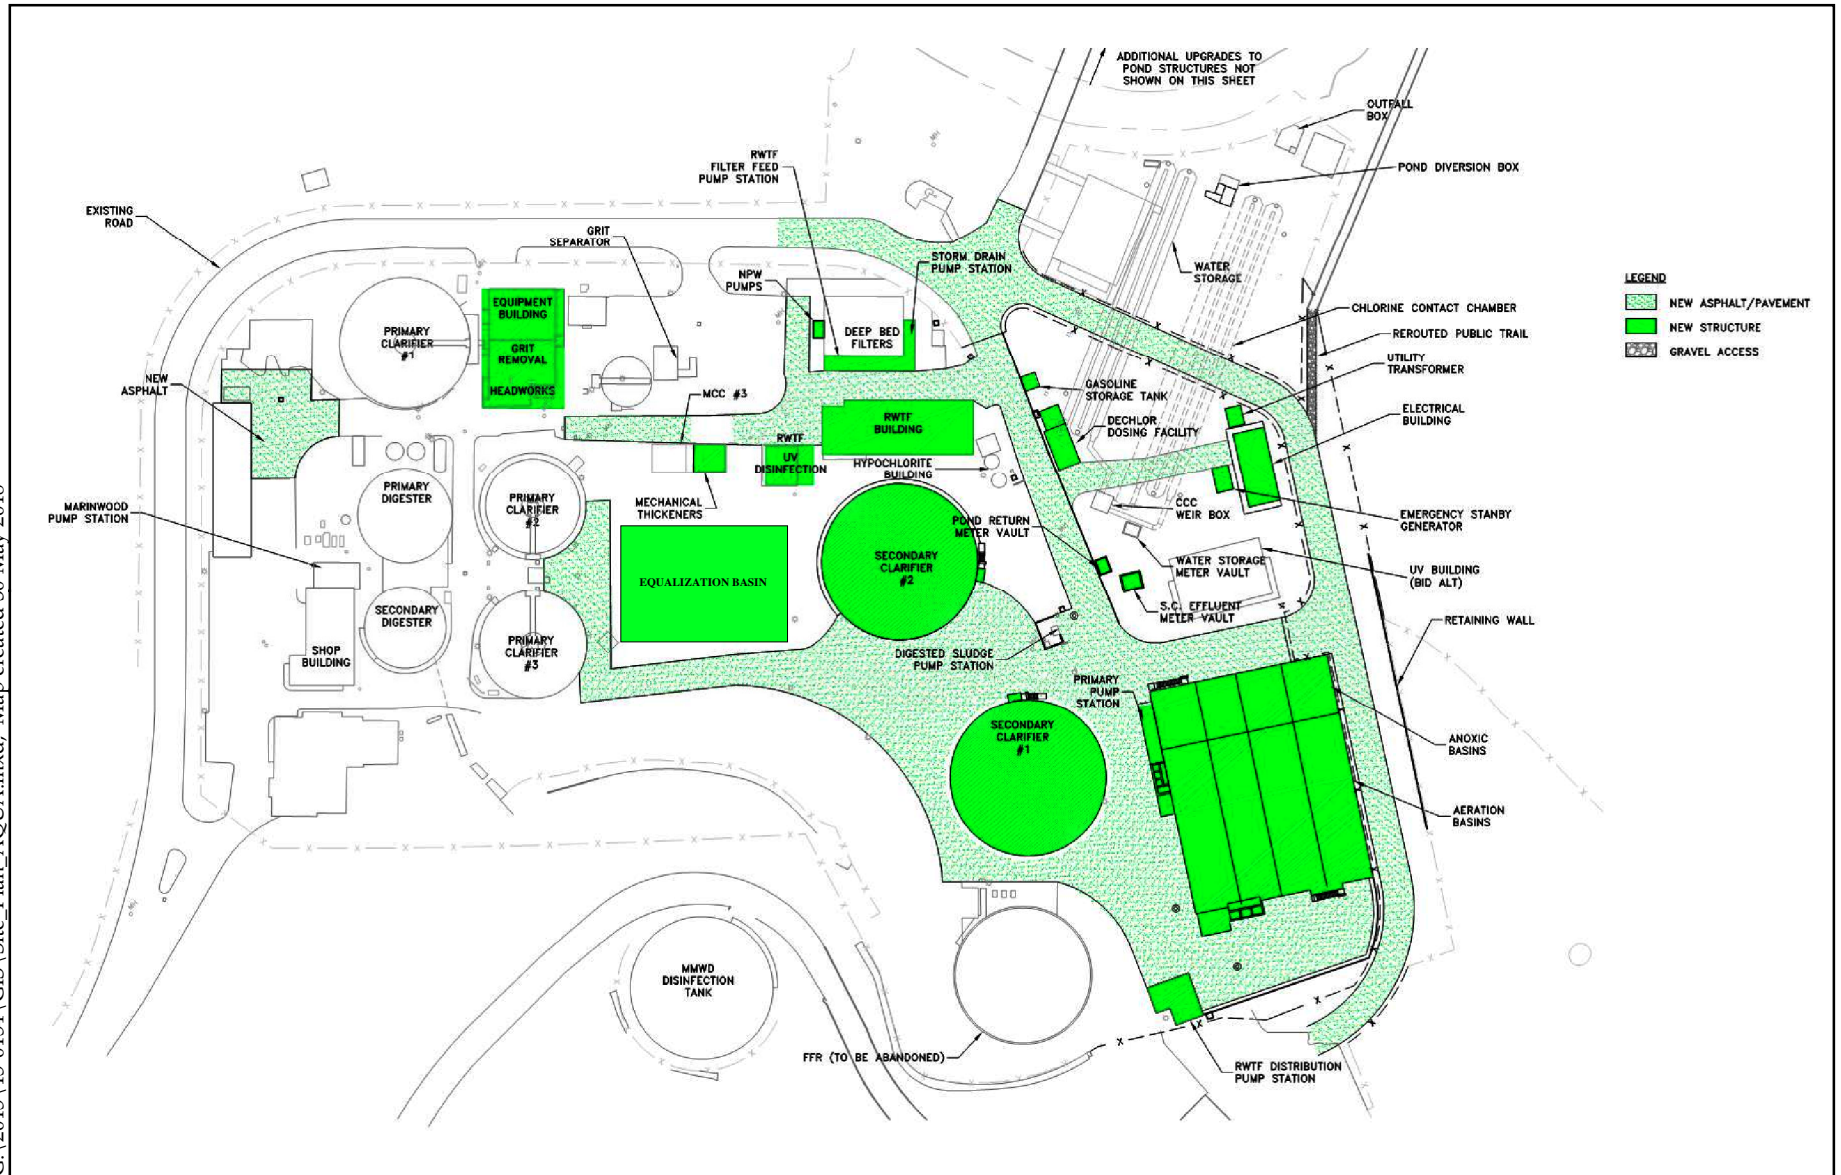 ADDITIONAL UPGRADES TO
POND STRUCTURES NOT
SHOWN ON THIS SHEET
OUTFALL
BOX
POND DIVERSION BOX
RWTF
FILTER FEED
PUMP STATION
EXISTING
ROAD
GRIT
SEPARATOR
NPW
PUMPS
STORM DRAIN
PUMP STATION
WATER
STORAGE
LEGEND
NEW ASPHALT/PAVEMENT
NEW STRUCTURE
GRAVEL ACCESS
CHLORINE CONTACT CHAMBER
REROUTED PUBLIC TRAIL
UTILITY
TRANSFORMER
EQUIPMENT
BUILDING
GRIT
REMOVAL
HEADWORKS
PRIMARY
CLARIFIER
#1
DEEP BED
FILTERS
NEW
ASPHALT
MCC #3
GASOLINE
STORAGE TANK
DECHLOR
DOSING FACILITY
ELECTRICAL
BUILDING
RWTF
BUILDING
RWTF
UV
DISINFECTION
HYPOCHLORITE
BUILDING
PRIMARY
DIGESTER
PRIMARY
CLARIFIER
#2
MECHANICAL
THICKENERS
MARINWOOD
PUMP STATION
POND RETURN
METER VAULT
CCC
WEIR BOX
EMERGENCY STANBY
GENERATOR
SECONDARY
CLARIFIER
#2
EQUALIZATION BASIN
WATER STORAGE
METER VAULT
UV BUILDING
(BID ALT)
S.C. EFFLUENT
METER VAULT
RETAINING WALL
SECONDARY
DIGESTER
SHOP
BUILDING
PRIMARY
CLARIFIER
#3
DIGESTED SLUDGE
PUMP STATION
PRIMARY
PUMP
STATION
SECONDARY
CLARIFIER
#1
ANOXIC
BASINS
AERATION
BASINS
MMWD
DISINFECTION
TANK
FFR (TO BE ABANDONED)
RWTF DISTRIBUTION
PUMP STATION